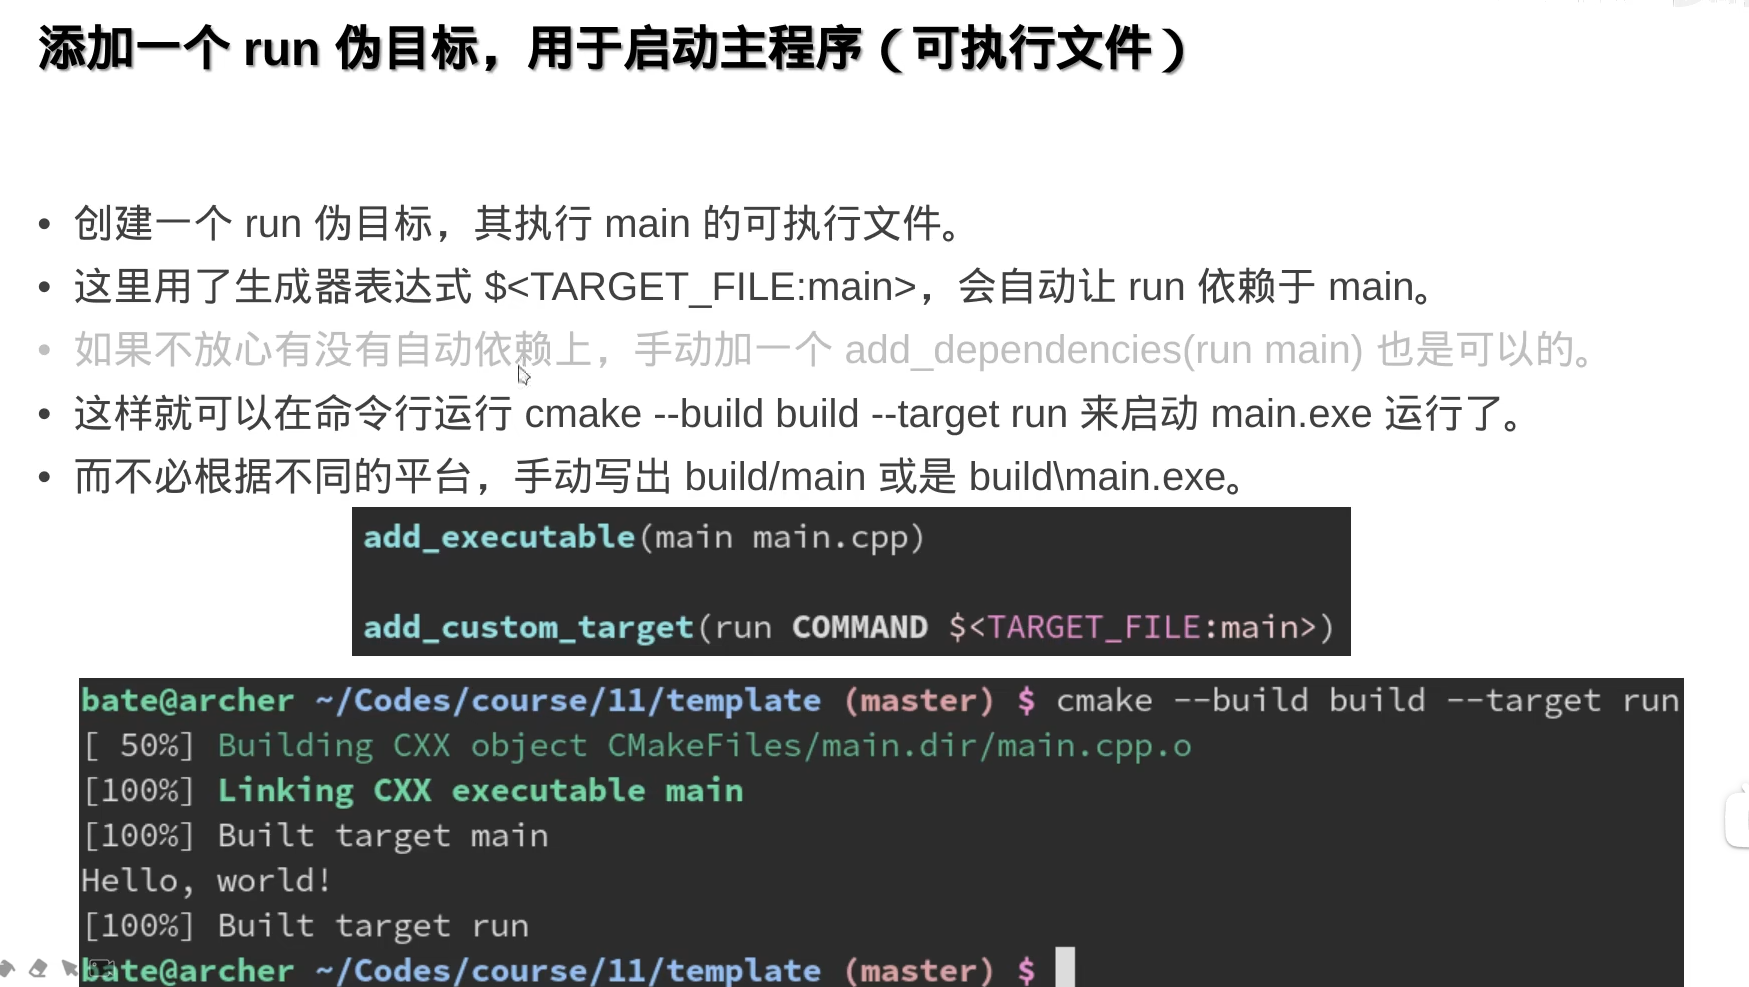 添加一个 run 伪目标，用于启动主程序（可执行文件）
• 创建一个 run 伪目标，其执行 main 的可执行文件。
• 这里用了生成器表达式 $<TARGET_FILE:main>，会自动让 run 依赖于 main。
• 如果不放心有没有自动依赖上，手动加一个 add_dependencies(run main) 也是可以的。
• 这样就可以在命令行运行 cmake --build build --target run 来启动 main.exe 运行了。
• 而不必根据不同的平台，手动写出 build/main 或是 build\main.exe。
add_executable(main main.cpp)
add_custom_target(run COMMAND $<TARGET_FILE:main>)
bate@archer ~/Codes/course/11/template (master) $ cmake --build build --target run
[ 50%] Building CXX object CMakeFiles/main.dir/main.cpp.o
[100%] Linking CXX executable main
[100%] Built target main
Hello, world!
[100%] Built target run
bate@archer ~/Codes/course/11/template (master) $